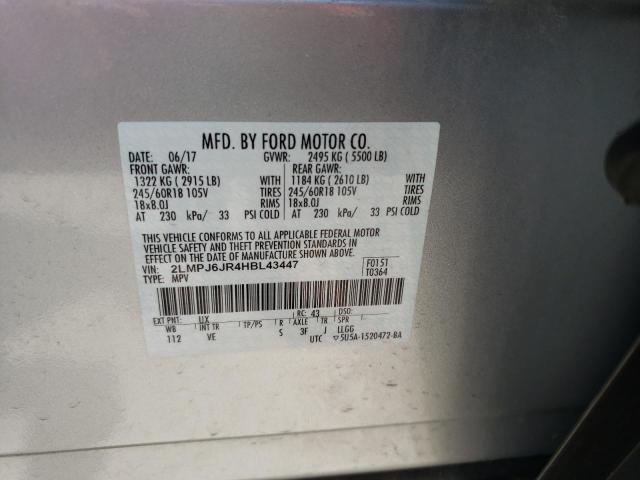 MFD. BY FORD MOTOR CO.
DATE: 06/17 GVWR: 2495 KG ( 5500 LB)
FRONT GAWR: REAR GAWR:
1322 KG ( 2915 LB) WITH 1184 KG ( 2610 LB) WITH
245/60R18 105V TIRES 245/60R18 105V TIRES
18x8.0J RIMS 18x8.0J RIMS
AT 230 kPa/ 33 PSI COLD AT 230 kPa/ 33 PSI COLD
THIS VEHICLE CONFORMS TO ALL APPLICABLE FEDERAL MOTOR
VEHICLE SAFETY AND THEFT PREVENTION STANDARDS IN
EFFECT ON THE DATE OF MANUFACTURE SHOWN ABOVE.
VIN: 2LMPJ6JR4HBL43447 F0151
TYPE: MPV T0364
EXT PNT: UX RC: 43 DSO:
WB INT TR TP/PS R AXLE TR SPR
112 VE S 3F J LLGG
UTC ▽5U5A-1520472-BA